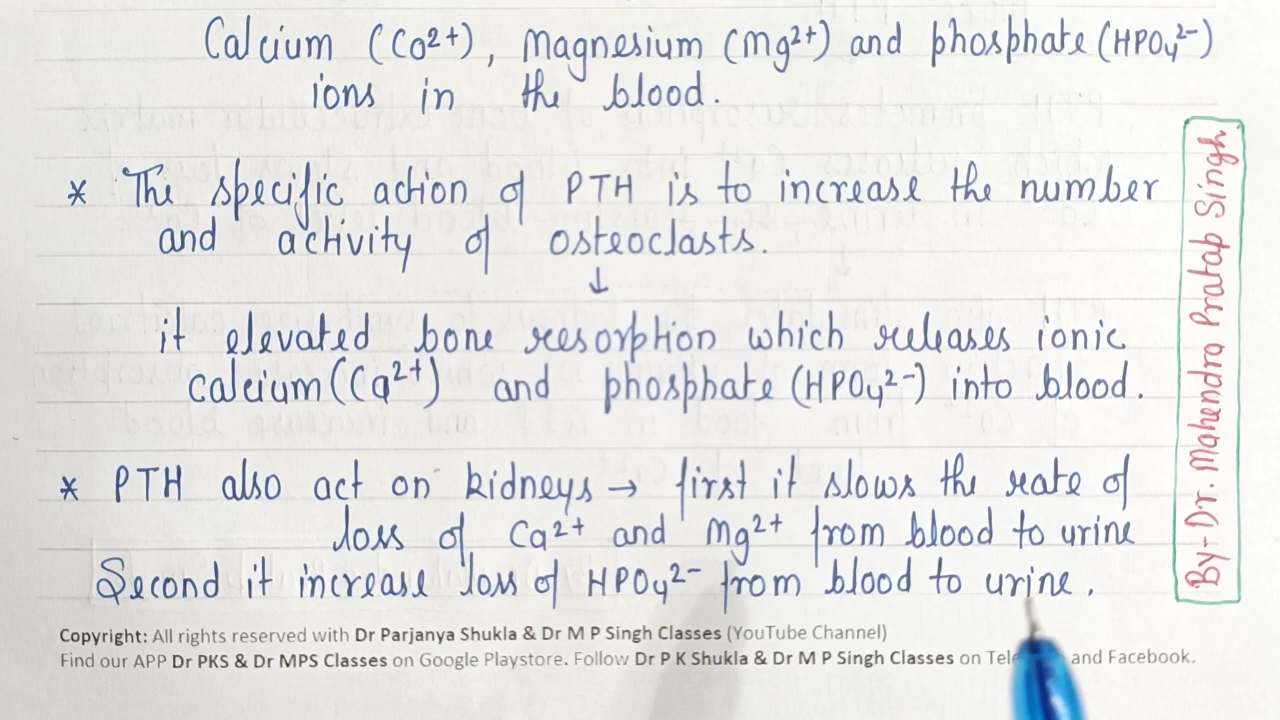 Calcium (Co²⁺), Magnesium (Mg²⁺) and phosphate (HPO₄²⁻)
ions in the blood.
* The specific action of PTH is to increase the number
and activity of osteoclasts.
↓
it elevated bone resorption which releases ionic
calcium (Ca²⁺) and phosphate (HPO₄²⁻) into blood.
* PTH also act on kidneys → first it slows the rate of
loss of Ca²⁺ and Mg²⁺ from blood to urine
Second it increase loss of HPO₄²⁻ from blood to urine.
By:- Dr. Mahendra Pratap Singh
Copyright: All rights reserved with Dr Parjanya Shukla & Dr M P Singh Classes (YouTube Channel)
Find our APP Dr PKS & Dr MPS Classes on Google Playstore. Follow Dr P K Shukla & Dr M P Singh Classes on and Facebook.